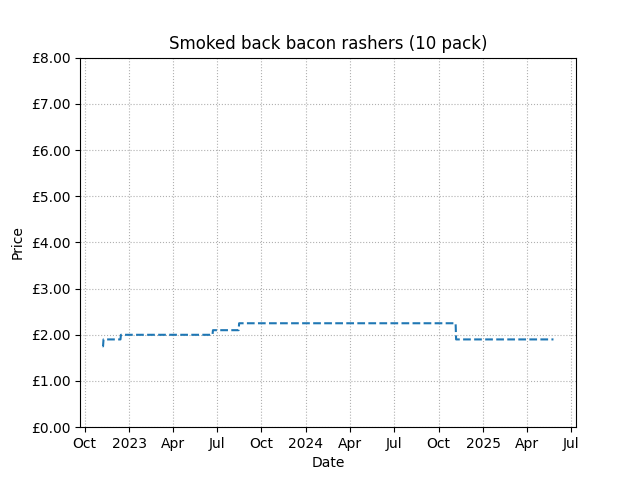 Smoked back bacon rashers (10 pack)
£8.00
£7.00
£6.00
£5.00
£4.00
£3.00
£2.00
£1.00
£0.00
Price
Oct 2023 Apr Jul Oct 2024 Apr Jul Oct 2025 Apr Jul
Date